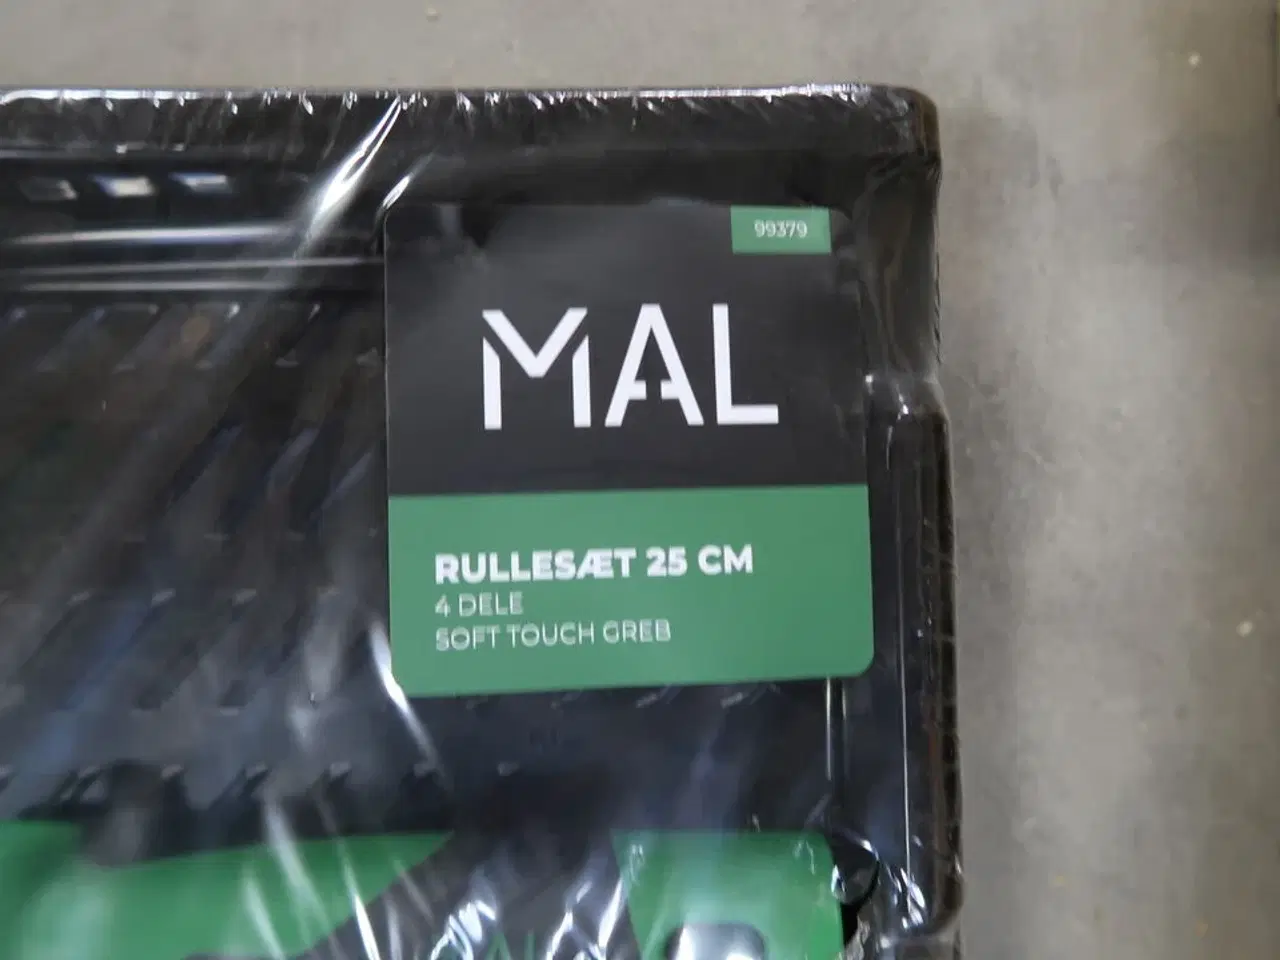 99379
MAL
RULLESÆT 25 CM
4 DELE
SOFT TOUCH GREB